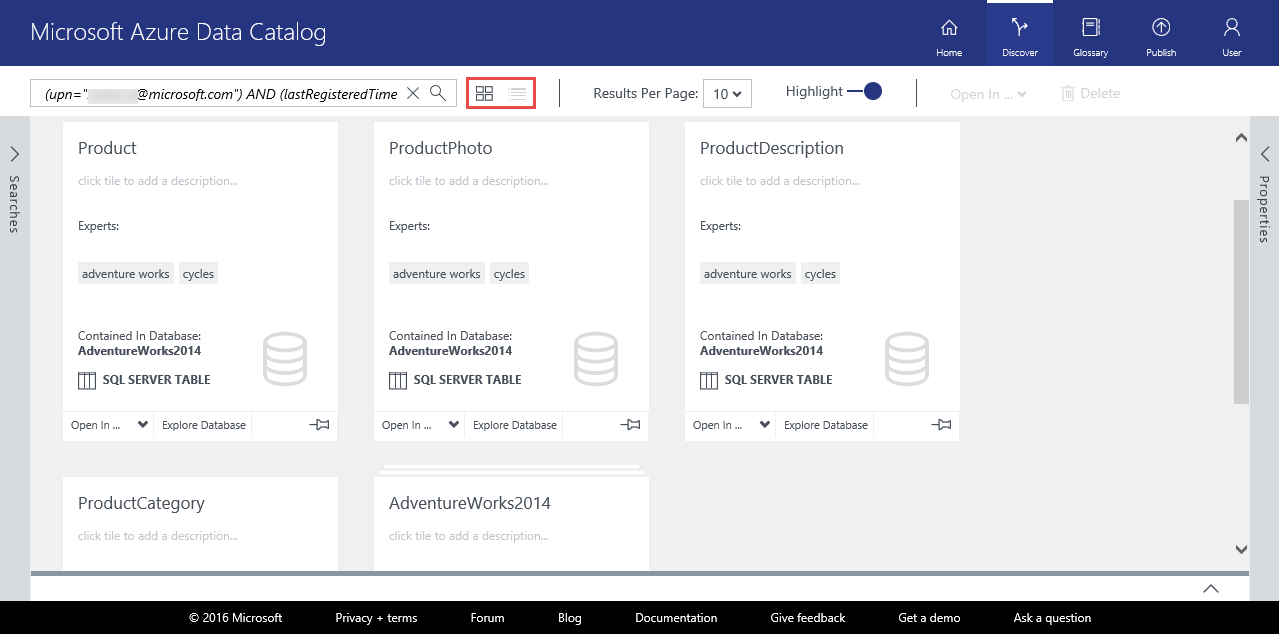 Microsoft Azure Data Catalog
Home
Discover
Glossary
Publish
User
(upn="@microsoft.com") AND (lastRegisteredTime
Results Per Page:
10
Highlight
Open In ...
Delete
Searches
Properties
Product
click tile to add a description...
Experts:
adventure works cycles
Contained In Database:
AdventureWorks2014
SQL SERVER TABLE
Open In ...
Explore Database
ProductPhoto
click tile to add a description...
Experts:
adventure works cycles
Contained In Database:
AdventureWorks2014
SQL SERVER TABLE
Open In ...
Explore Database
ProductDescription
click tile to add a description...
Experts:
adventure works cycles
Contained In Database:
AdventureWorks2014
SQL SERVER TABLE
Open In ...
Explore Database
ProductCategory
click tile to add a description...
AdventureWorks2014
click tile to add a description...
© 2016 Microsoft
Privacy + terms
Forum
Blog
Documentation
Give feedback
Get a demo
Ask a question